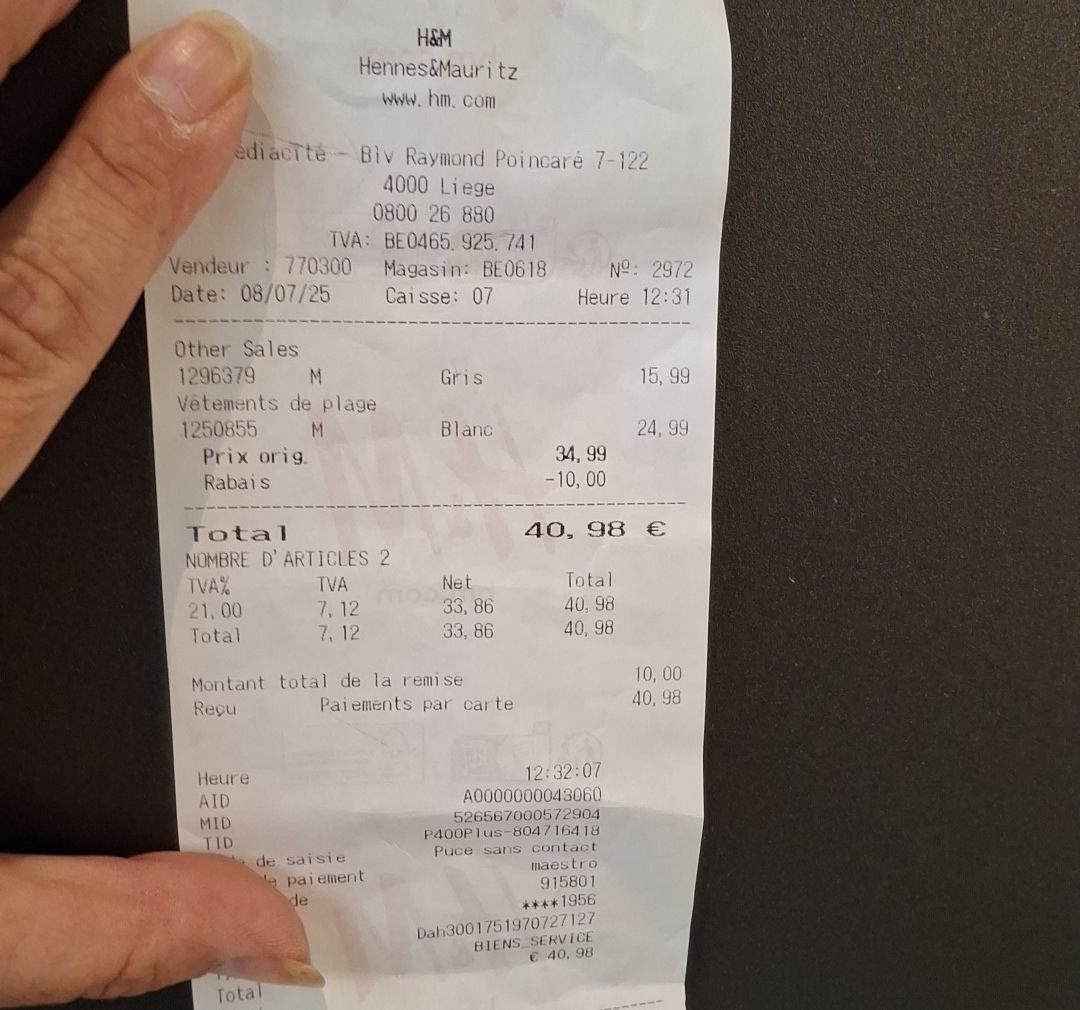 H&M
Hennes&Mauritz
www.hm.com
édiacité - Blv Raymond Poincaré 7-122
4000 Liege
0800 26 880
TVA: BE0465.925.741
Vendeur : 770300 Magasin: BE0618 Nº: 2972
Date: 08/07/25 Caisse: 07 Heure 12:31
Other Sales
1296379 M Gris 15,99
Vêtements de plage
1250855 M Blanc 24,99
Prix orig. 34,99
Rabais -10,00
Total 40,98 €
NOMBRE D'ARTICLES 2
TVA% TVA Net Total
21,00 7,12 33,86 40,98
Total 7,12 33,86 40,98
Montant total de la remise 10,00
Reçu Paiements par carte 40,98
Heure 12:32:07
AID A0000000043060
MID 526567000572904
TID P400Plus-804716418
de saisie Puce sans contact
paiement maestro
de 915801
****1956
Dah3001751970727127
BIENS_SERVICE
€ 40,98
Total